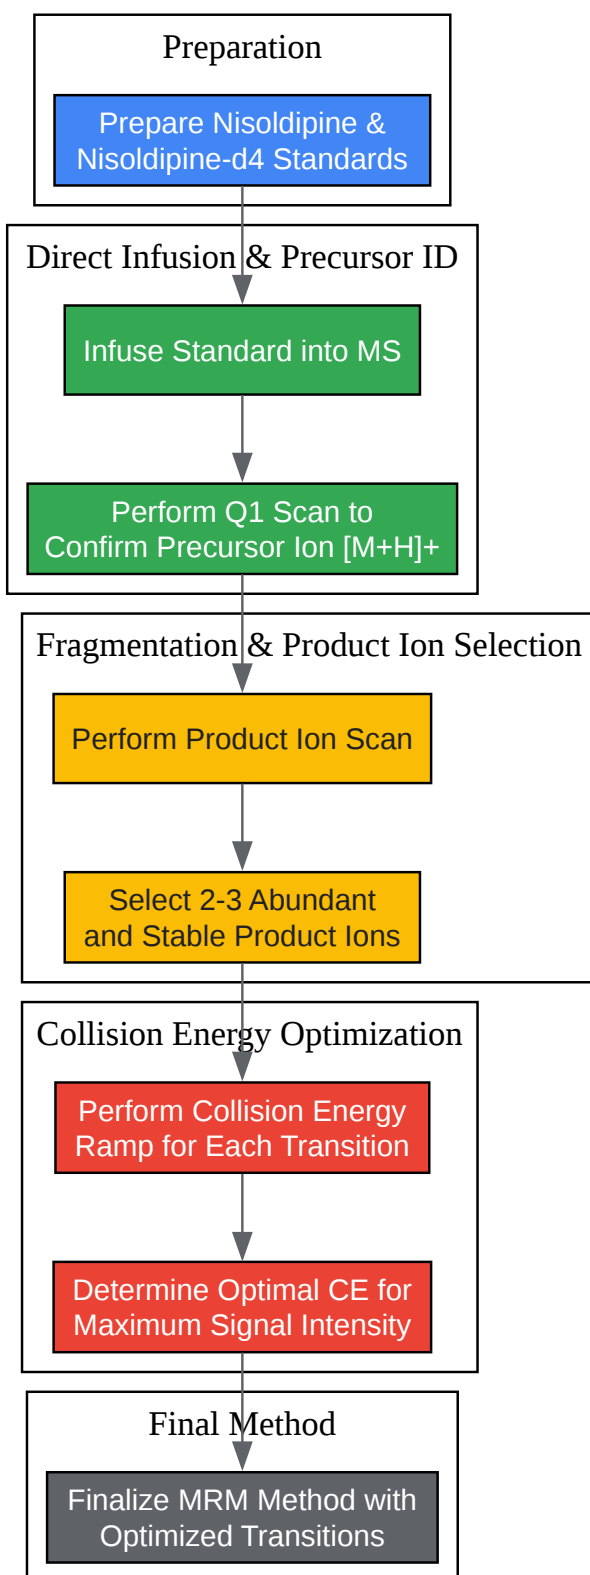 Preparation
Prepare Nisoldipine &
Nisoldipine-d4 Standards
Direct Infusion & Precursor ID
Infuse Standard into MS
Perform Q1 Scan to
Confirm Precursor Ion [M+H]+
Fragmentation & Product Ion Selection
Perform Product Ion Scan
Select 2-3 Abundant
and Stable Product Ions
Collision Energy Optimization
Perform Collision Energy
Ramp for Each Transition
Determine Optimal CE for
Maximum Signal Intensity
Final Method
Finalize MRM Method with
Optimized Transitions